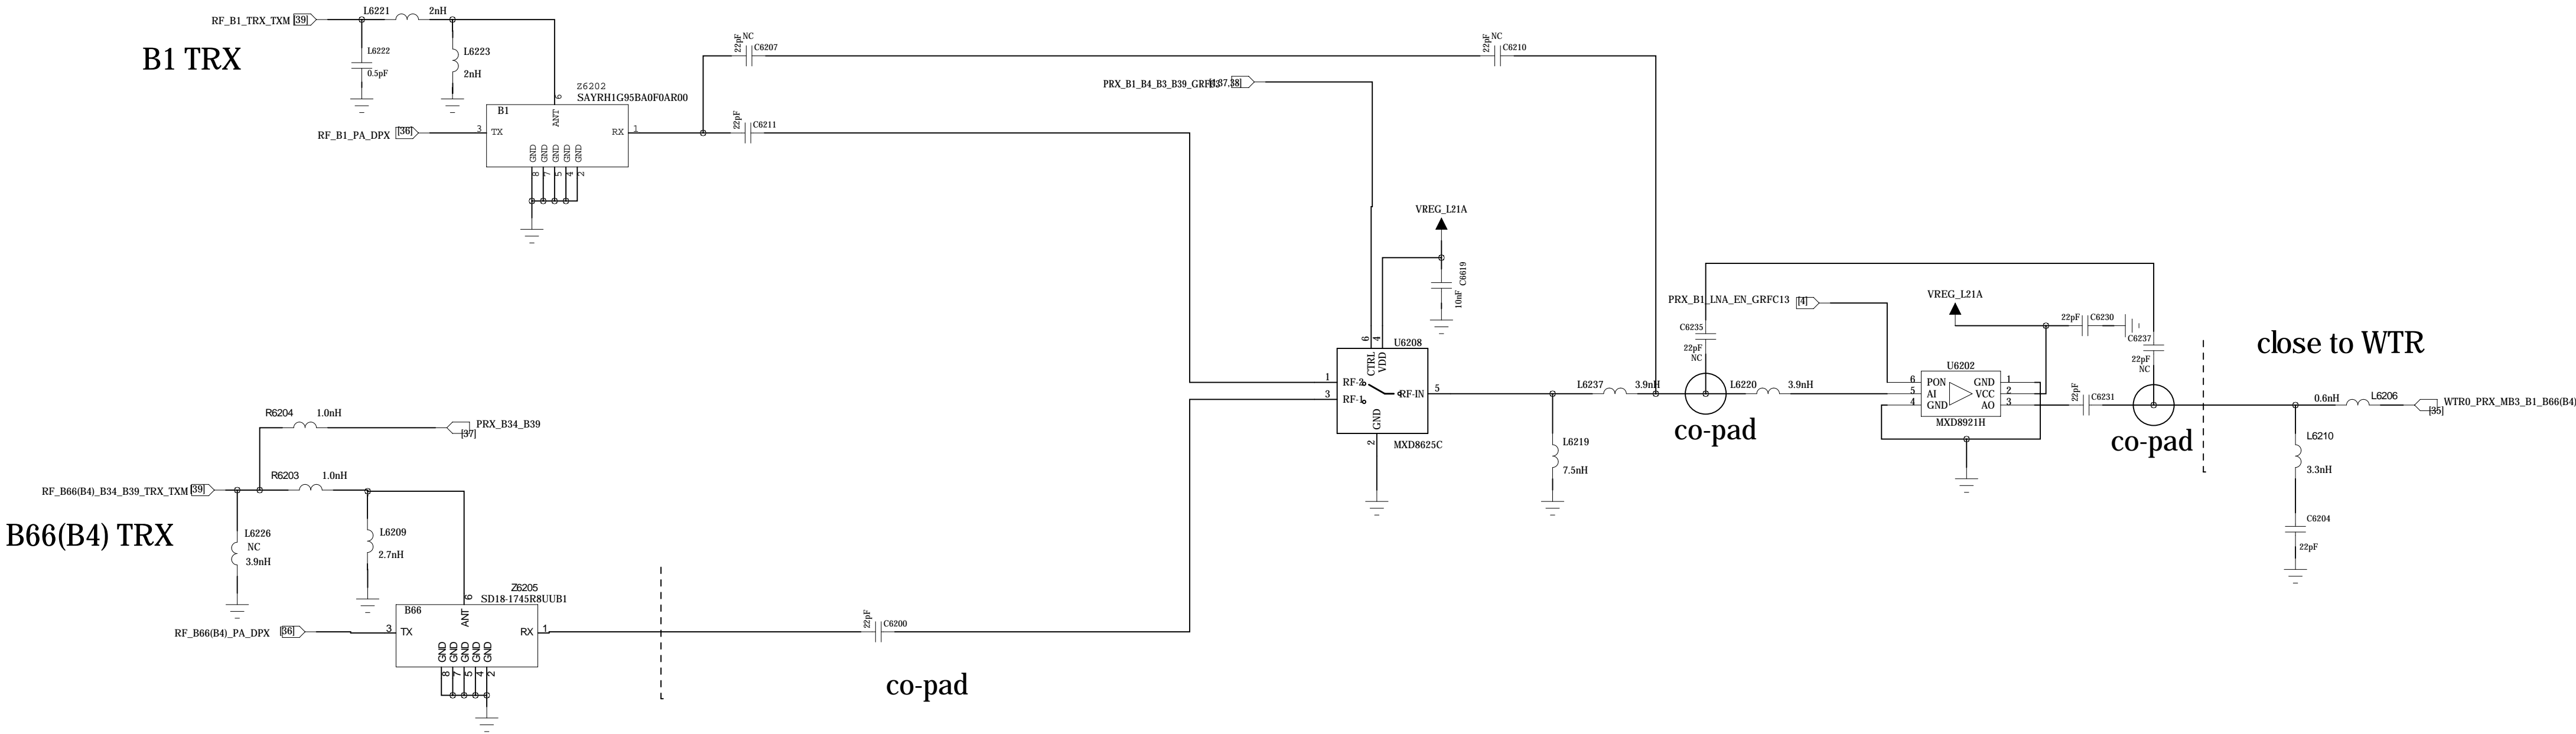 RF_B1_TRX_TXM [39]
L6221 2nH
L6222
0.5pF
L6223
2nH
B1 TRX
Z6202
SAYRH1G95BA0F0AR00
B1
6
ANT
RF_B1_PA_DPX [36]
3 TX
RX 1
GND GND GND GND GND
8 7 5 4 2
22pF NC C6207
22pF C6211
22pF NC C6210
VREG_L21A
10nF C6619
U6208
6 4
CTRL VDD
1 RF-2
3 RF-1
RF-IN 5
GND
2
MXD8625C
L6219
7.5nH
L6237 3.9nH
C6235
22pF
NC
co-pad
L6220 3.9nH
PRX_B1_LNA_EN_GRFC13 [4]
VREG_L21A
22pF C6230
U6202
6 PON GND 1
5 AI VCC 2
4 GND AO 3
MXD8921H
22pF C6231
C6237
22pF
NC
co-pad
close to WTR
0.6nH L6206
WTR0_PRX_MB3_B1_B66(B4)
[35]
L6210
3.3nH
C6204
22pF
R6204 1.0nH
PRX_B34_B39
[37]
R6203 1.0nH
RF_B66(B4)_B34_B39_TRX_TXM [39]
B66(B4) TRX
L6226
NC
3.9nH
L6209
2.7nH
Z6205
SD18-1745R8UUB1
B66
6
ANT
RF_B66(B4)_PA_DPX [36]
3 TX
RX 1
GND GND GND GND GND
8 7 5 4 2
22pF C6200
co-pad